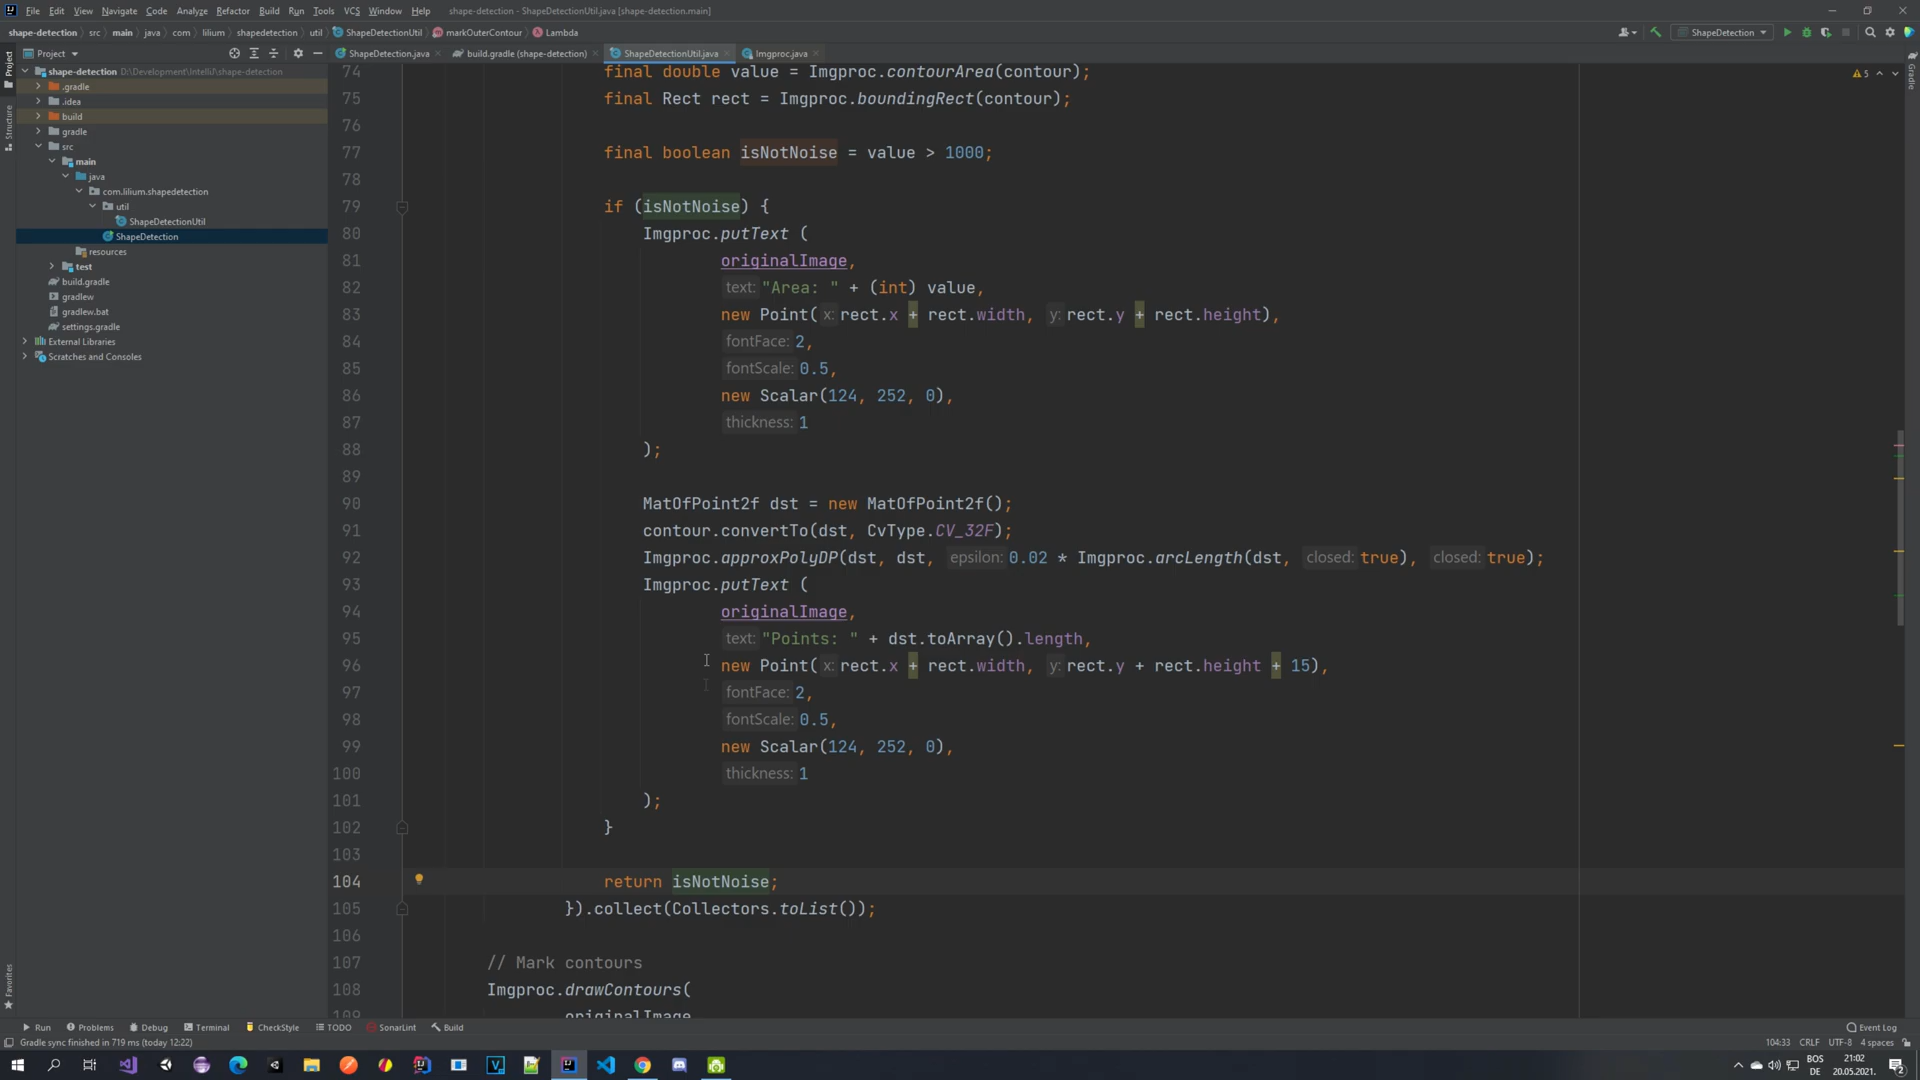 File Edit View Navigate Code Analyze Refactor Build Run Tools VCS Window Help shape-detection - ShapeDetectionUtil.java [shape-detection.main]
shape-detection src main java com lilium shapedetection util ShapeDetectionUtil markOuterContour Lambda ShapeDetection
Project ShapeDetection.java build.gradle (shape-detection) ShapeDetectionUtil.java Imgproc.java
shape-detection D:\Development\IntelliJ\shape-detection
.gradle
.idea
build
gradle
src
main
java
com.lilium.shapedetection
util
ShapeDetectionUtil
ShapeDetection
resources
test
build.gradle
gradlew
gradlew.bat
settings.gradle
External Libraries
Scratches and Consoles
Project
Structure
Favorites
Gradle
5
74 final double value = Imgproc.contourArea(contour);
75 final Rect rect = Imgproc.boundingRect(contour);
76
77 final boolean isNotNoise = value > 1000;
78
79 if (isNotNoise) {
80 Imgproc.putText (
81 originalImage,
82 text: "Area: " + (int) value,
83 new Point( x: rect.x + rect.width, y: rect.y + rect.height),
84 fontFace: 2,
85 fontScale: 0.5,
86 new Scalar(124, 252, 0),
87 thickness: 1
88 );
89
90 MatOfPoint2f dst = new MatOfPoint2f();
91 contour.convertTo(dst, CvType.CV_32F);
92 Imgproc.approxPolyDP(dst, dst, epsilon: 0.02 * Imgproc.arcLength(dst, closed: true), closed: true);
93 Imgproc.putText (
94 originalImage,
95 text: "Points: " + dst.toArray().length,
96 new Point( x: rect.x + rect.width, y: rect.y + rect.height + 15),
97 fontFace: 2,
98 fontScale: 0.5,
99 new Scalar(124, 252, 0),
100 thickness: 1
101 );
102 }
103
104 return isNotNoise;
105 }).collect(Collectors.toList());
106
107 // Mark contours
108 Imgproc.drawContours(
109 originalImage
Run Problems Debug Terminal CheckStyle TODO SonarLint Build Event Log
Gradle sync finished in 719 ms (today 12:22) 104:33 CRLF UTF-8 4 spaces
BOS
DE
21:02
20.05.2021.
2